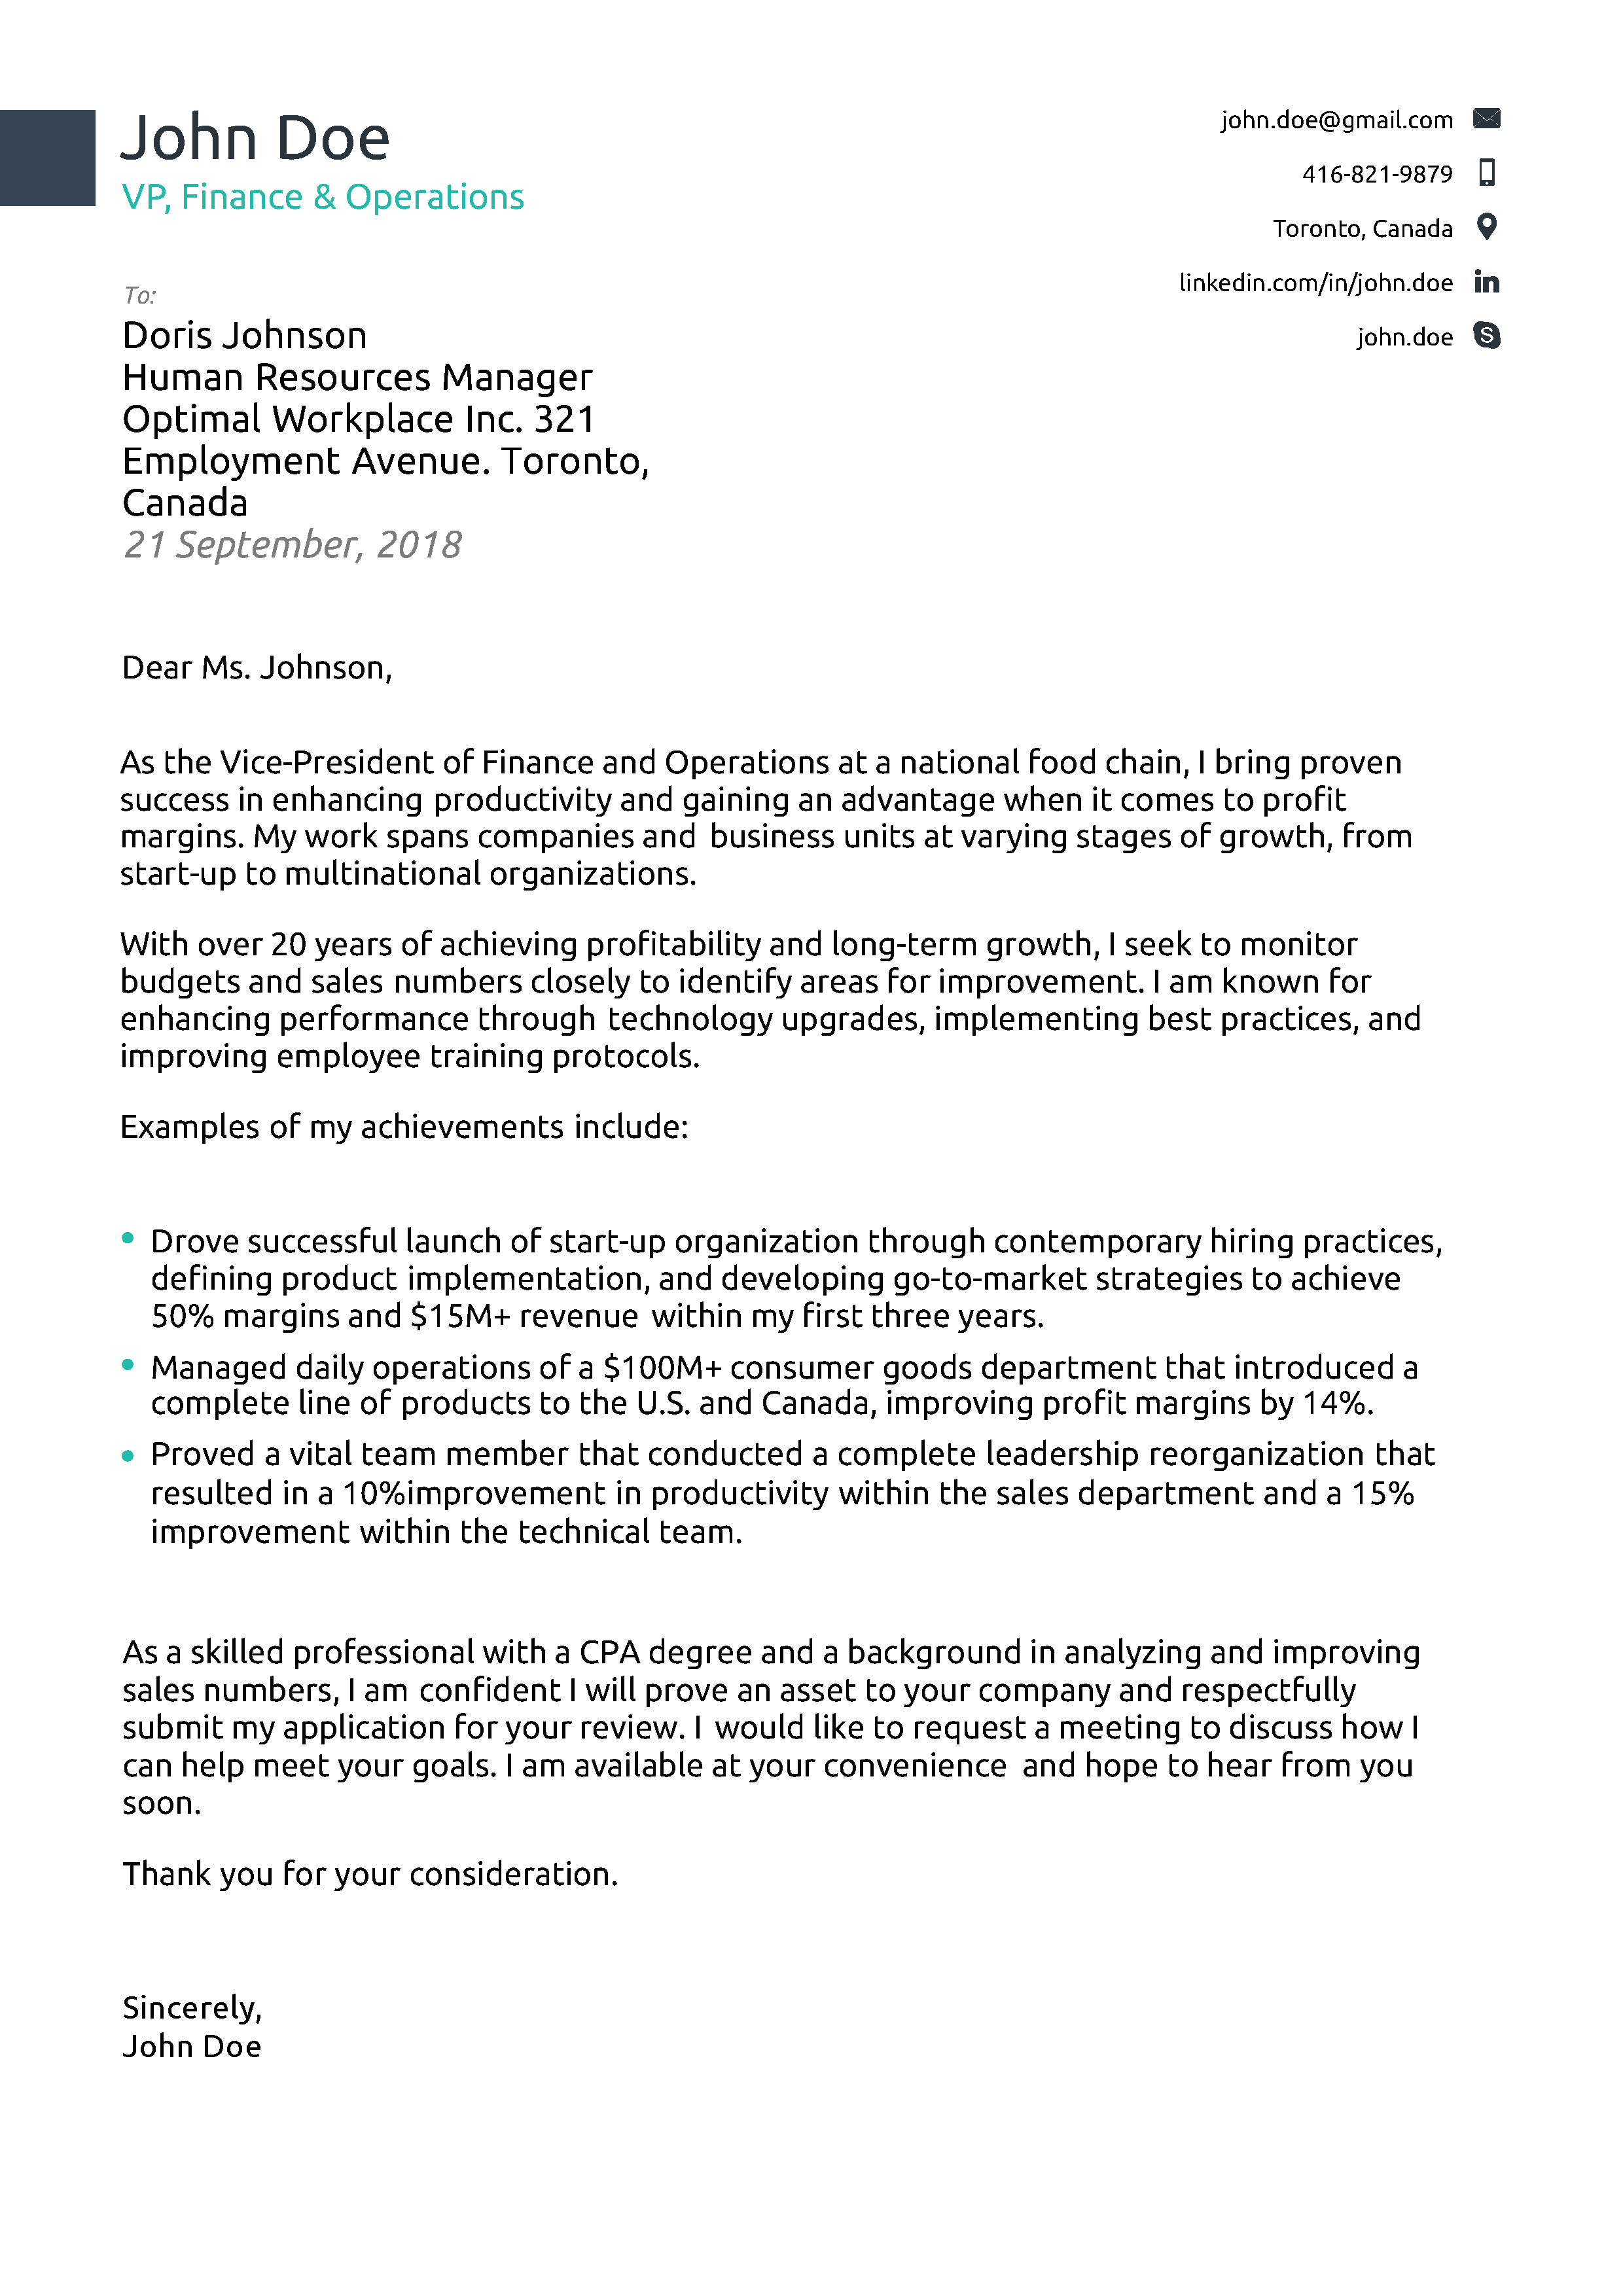 John Doe
VP, Finance & Operations
john.doe@gmail.com
416-821-9879
Toronto, Canada
linkedin.com/in/john.doe
john.doe
To:
Doris Johnson
Human Resources Manager
Optimal Workplace Inc. 321
Employment Avenue. Toronto,
Canada
21 September, 2018
Dear Ms. Johnson,
As the Vice-President of Finance and Operations at a national food chain, I bring proven
success in enhancing productivity and gaining an advantage when it comes to profit
margins. My work spans companies and business units at varying stages of growth, from
start-up to multinational organizations.
With over 20 years of achieving profitability and long-term growth, I seek to monitor
budgets and sales numbers closely to identify areas for improvement. I am known for
enhancing performance through technology upgrades, implementing best practices, and
improving employee training protocols.
Examples of my achievements include:
• Drove successful launch of start-up organization through contemporary hiring practices,
defining product implementation, and developing go-to-market strategies to achieve
50% margins and $15M+ revenue within my first three years.
• Managed daily operations of a $100M+ consumer goods department that introduced a
complete line of products to the U.S. and Canada, improving profit margins by 14%.
• Proved a vital team member that conducted a complete leadership reorganization that
resulted in a 10%improvement in productivity within the sales department and a 15%
improvement within the technical team.
As a skilled professional with a CPA degree and a background in analyzing and improving
sales numbers, I am confident I will prove an asset to your company and respectfully
submit my application for your review. I would like to request a meeting to discuss how I
can help meet your goals. I am available at your convenience and hope to hear from you
soon.
Thank you for your consideration.
Sincerely,
John Doe